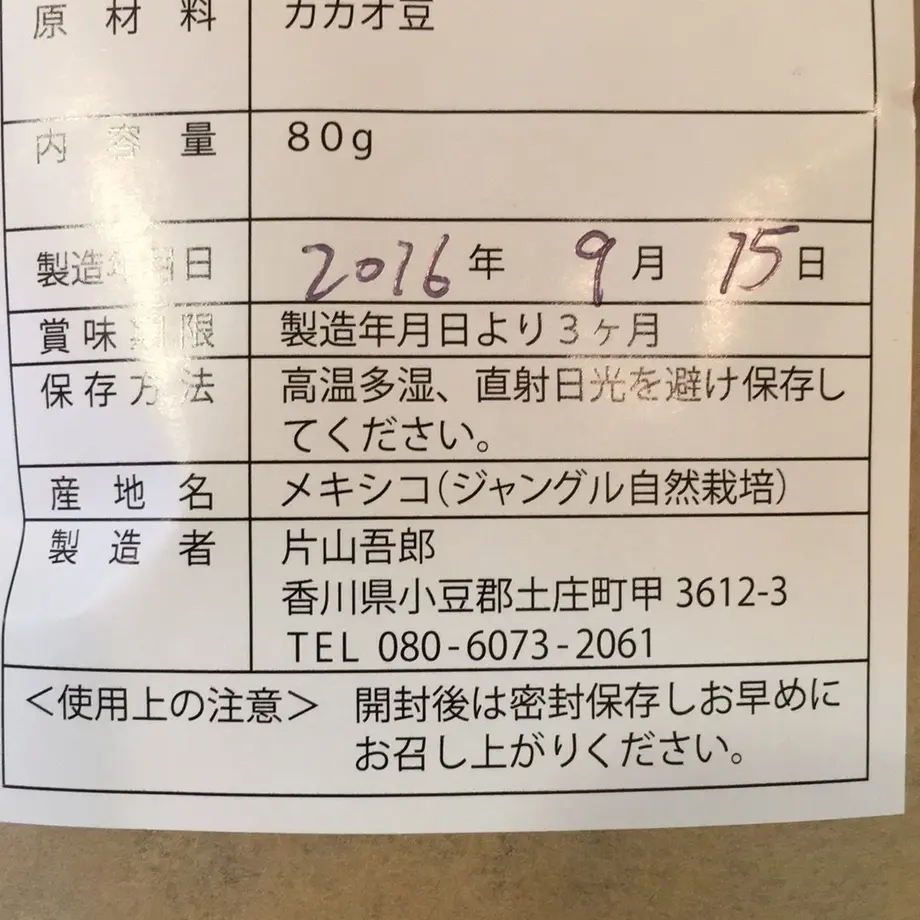 原材料 カカオ豆
内容量 80g
製造年月日 2016年 9月 15日
賞味期限 製造年月日より3ヶ月
保存方法 高温多湿、直射日光を避け保存し
てください。
産地名 メキシコ(ジャングル自然栽培)
製造者 片山吾郎
香川県小豆郡土庄町甲 3612-3
TEL 080-6073-2061
<使用上の注意> 開封後は密封保存しお早めに
お召し上がりください。